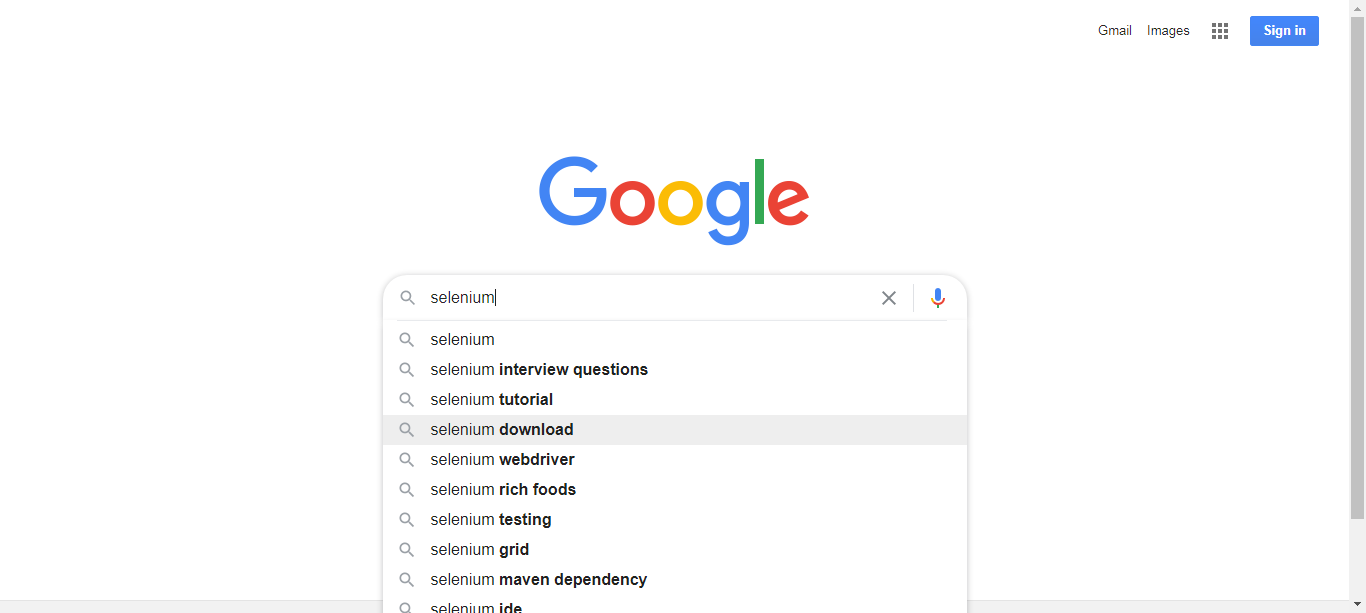 Gmail Images Sign in
Google
selenium
selenium
selenium interview questions
selenium tutorial
selenium download
selenium webdriver
selenium rich foods
selenium testing
selenium grid
selenium maven dependency
selenium ide